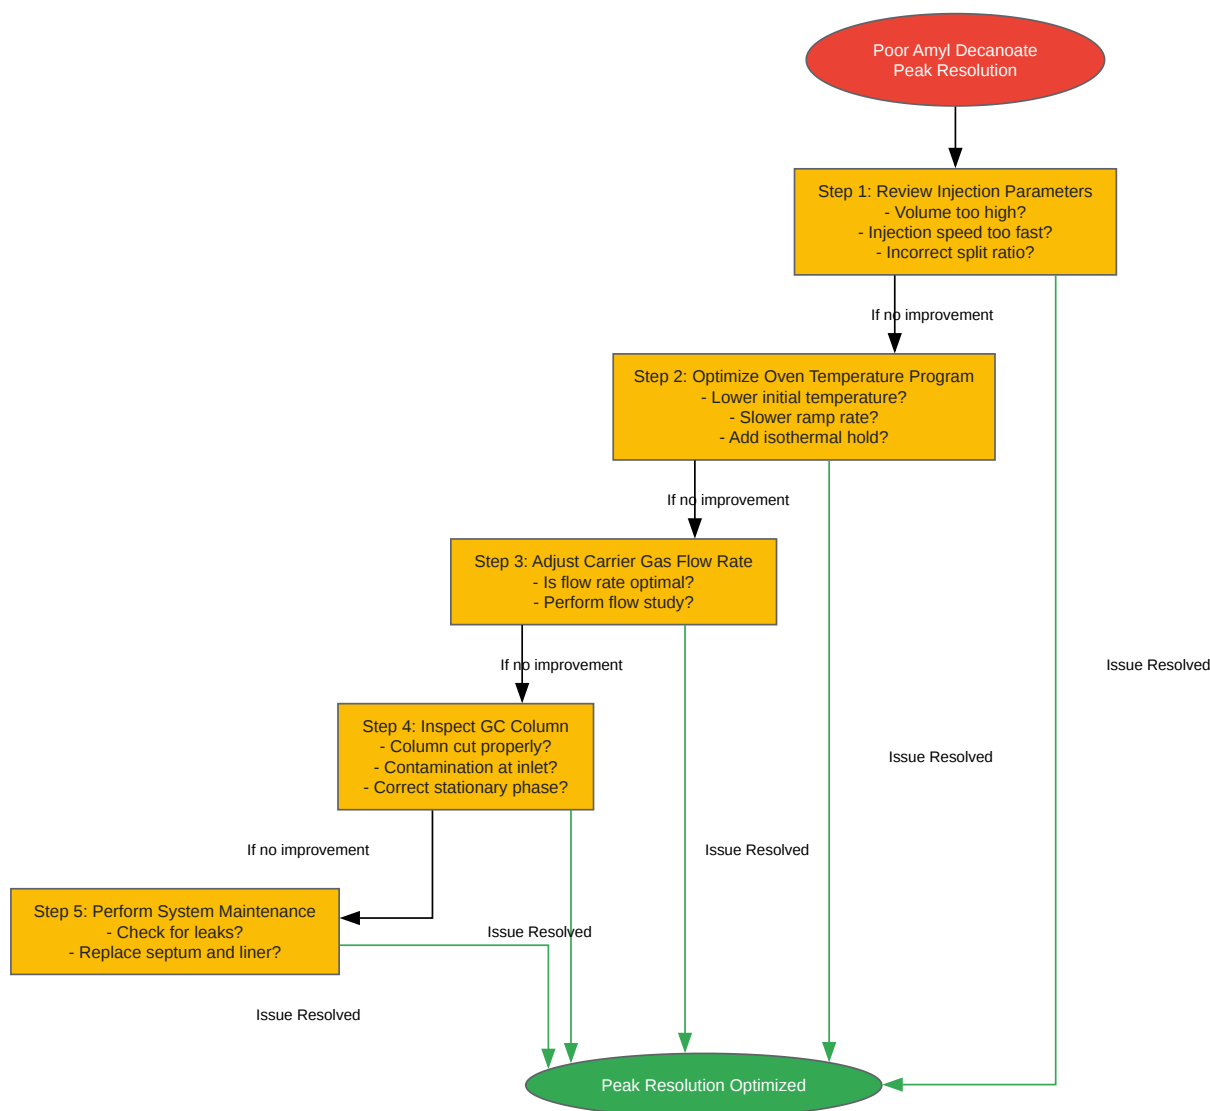 Poor Amyl Decanoate
Peak Resolution
Step 1: Review Injection Parameters
- Volume too high?
- Injection speed too fast?
- Incorrect split ratio?
If no improvement
Step 2: Optimize Oven Temperature Program
- Lower initial temperature?
- Slower ramp rate?
- Add isothermal hold?
If no improvement
Step 3: Adjust Carrier Gas Flow Rate
- Is flow rate optimal?
- Perform flow study?
If no improvement
Issue Resolved
Step 4: Inspect GC Column
- Column cut properly?
- Contamination at inlet?
- Correct stationary phase?
Issue Resolved
If no improvement
Issue Resolved
Step 5: Perform System Maintenance
- Check for leaks?
- Replace septum and liner?
Issue Resolved
Issue Resolved
Peak Resolution Optimized